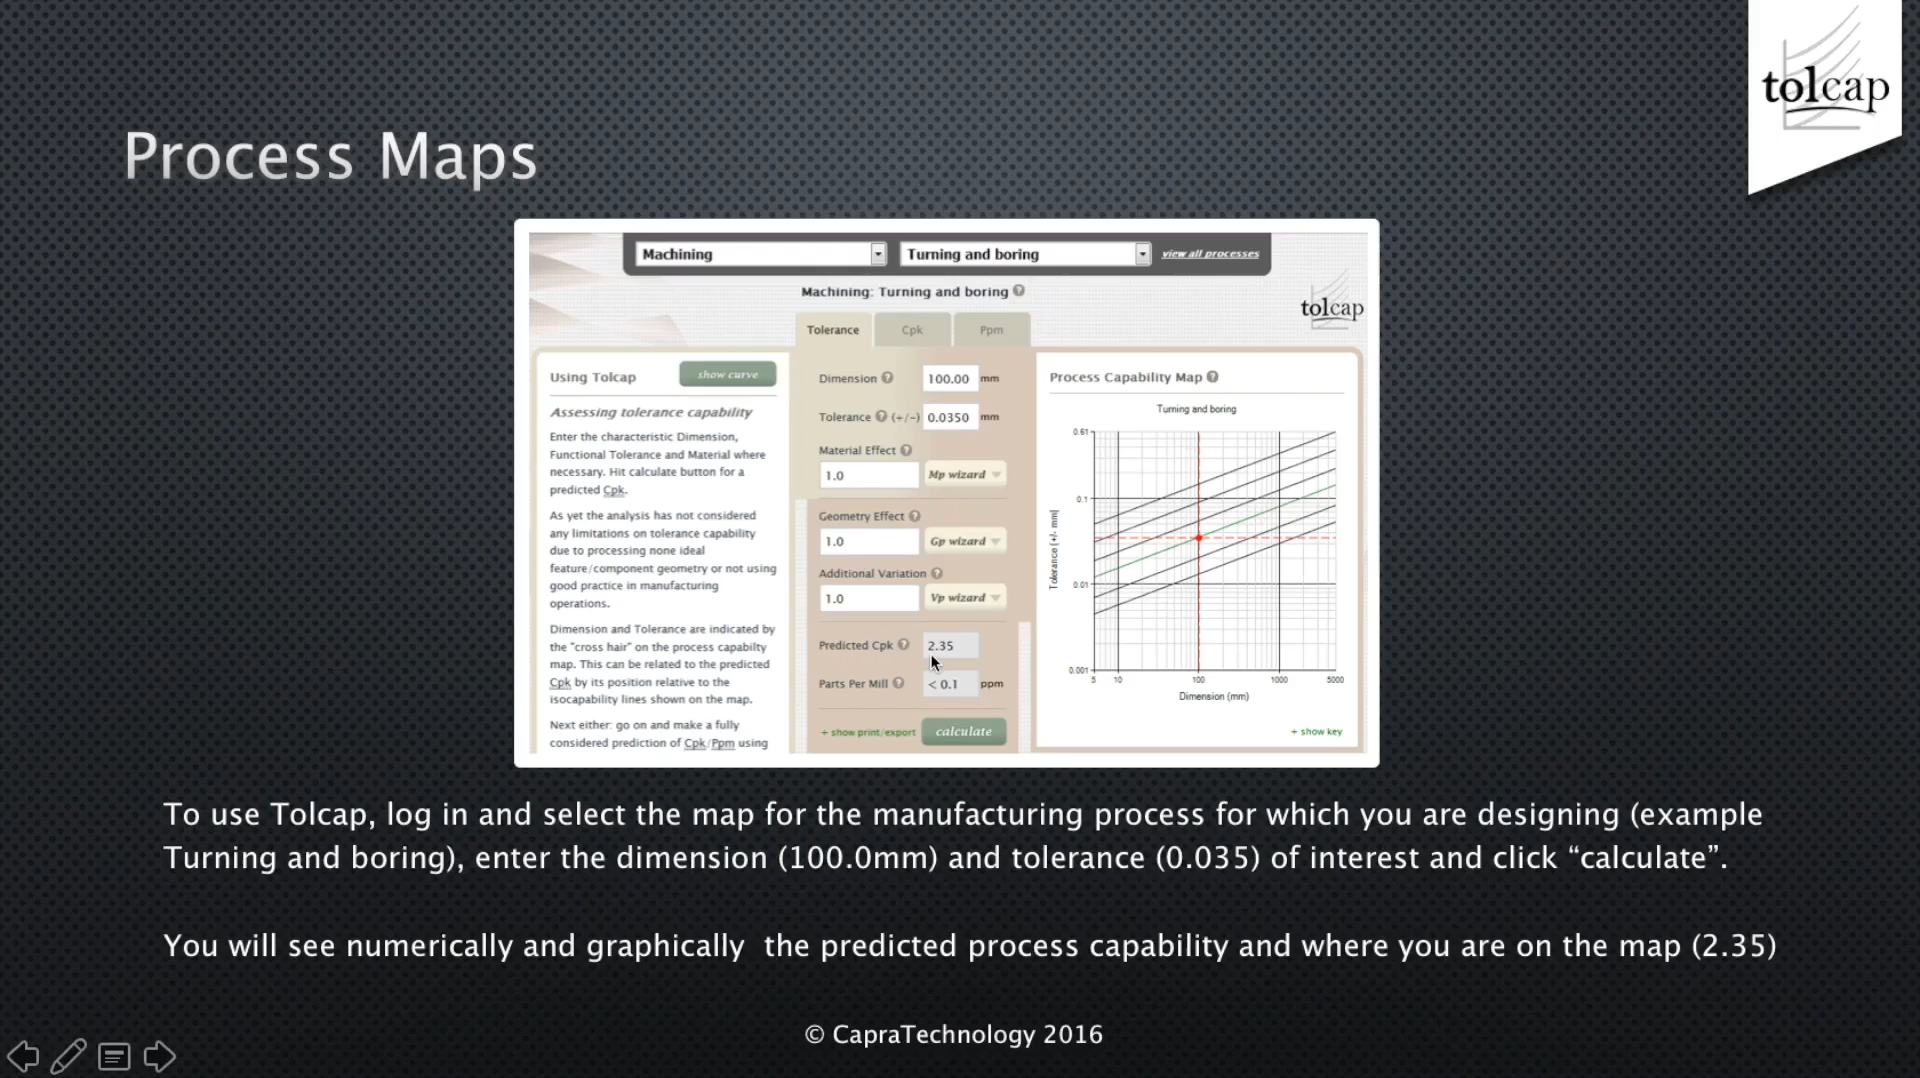 tolcap
Process Maps
Machining
Turning and boring
view all processes
Machining: Turning and boring
tolcap
Tolerance
Cpk
Ppm
Using Tolcap
show curve
Assessing tolerance capability
Enter the characteristic Dimension,
Functional Tolerance and Material where
necessary. Hit calculate button for a
predicted Cpk.
As yet the analysis has not considered
any limitations on tolerance capability
due to processing none ideal
feature/component geometry or not using
good practice in manufacturing
operations.
Dimension and Tolerance are indicated by
the "cross hair" on the process capabilty
map. This can be related to the predicted
Cpk by its position relative to the
isocapability lines shown on the map.
Next either: go on and make a fully
considered prediction of Cpk/Ppm using
Dimension ? 100.00 mm
Tolerance ? (+/-) 0.0350 mm
Material Effect ?
1.0 Mp wizard
Geometry Effect ?
1.0 Gp wizard
Additional Variation ?
1.0 Vp wizard
Predicted Cpk ? 2.35
Parts Per Mill ? < 0.1 ppm
+ show print/export calculate
Process Capability Map ?
Turning and boring
0.61
0.1
0.01
0.001
Tolerance [+/- mm]
5 10 100 1000 5000
Dimension (mm)
+ show key
To use Tolcap, log in and select the map for the manufacturing process for which you are designing (example
Turning and boring), enter the dimension (100.0mm) and tolerance (0.035) of interest and click “calculate”.
You will see numerically and graphically the predicted process capability and where you are on the map (2.35)
© CapraTechnology 2016